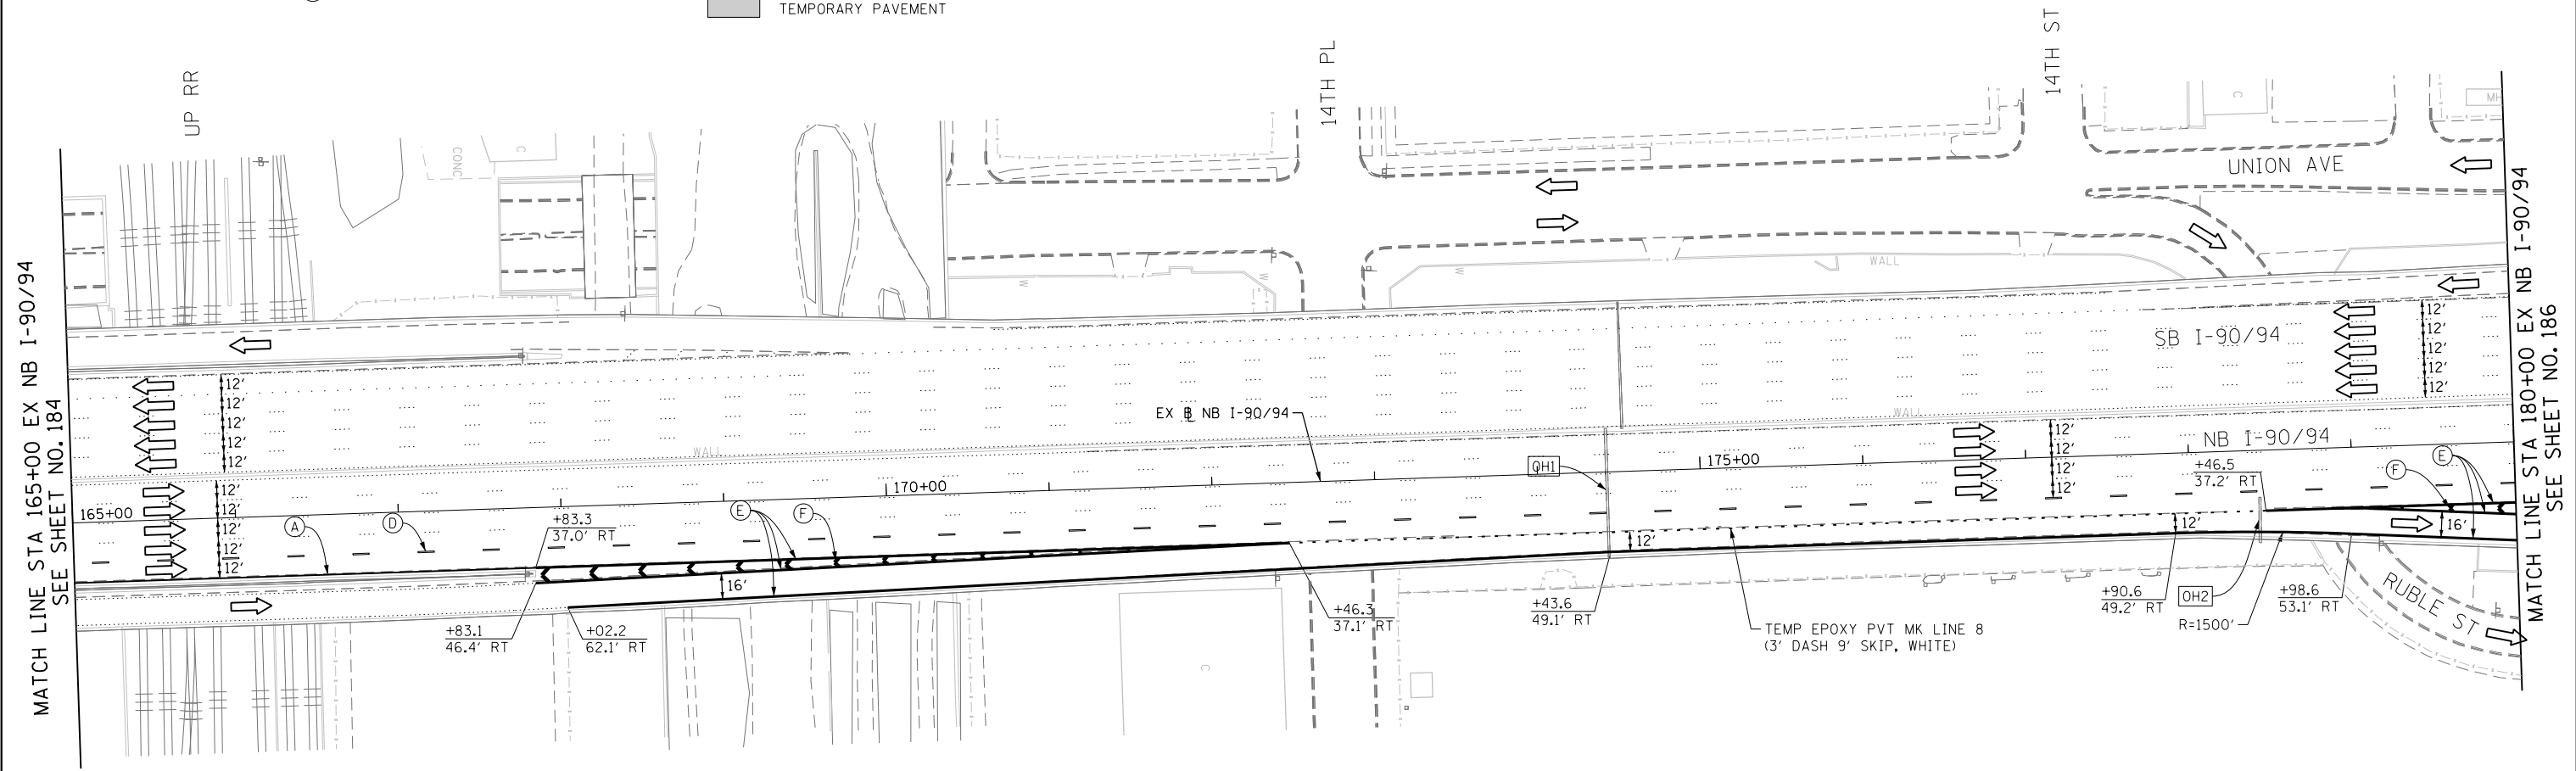 TEMPORARY PAVEMENT
UP RR
14TH PL
14TH ST
CONC
C
C
MH
UNION AVE
W
W
W
WALL
MATCH LINE STA 165+00 EX NB I-90/94
SEE SHEET NO. 184
MATCH LINE STA 180+00 EX NB I-90/94
SEE SHEET NO. 186
SB I-90/94
12'
12'
12'
12'
12'
12'
12'
12'
12'
12'
EX B NB I-90/94
WALL
WALL
NB I-90/94
165+00
170+00
175+00
12'
12'
12'
12'
12'
12'
12'
12'
12'
A
D
E
F
OH1
+83.3
37.0' RT
+46.5
37.2' RT
F
E
16'
12'
12'
16'
+83.1
46.4' RT
+02.2
62.1' RT
+46.3
37.1' RT
+43.6
49.1' RT
TEMP EPOXY PVT MK LINE 8
(3' DASH 9' SKIP, WHITE)
+90.6
49.2' RT
OH2
R=1500'
+98.6
53.1' RT
RUBLE ST
C